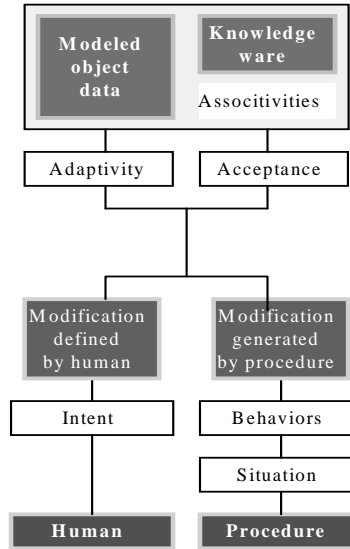 Modeled
object
data
Knowledge
ware
Associtivities
Adaptivity
Acceptance
Modification
defined
by human
Modification
generated
by procedure
Intent
Behaviors
Situation
Human
Procedure